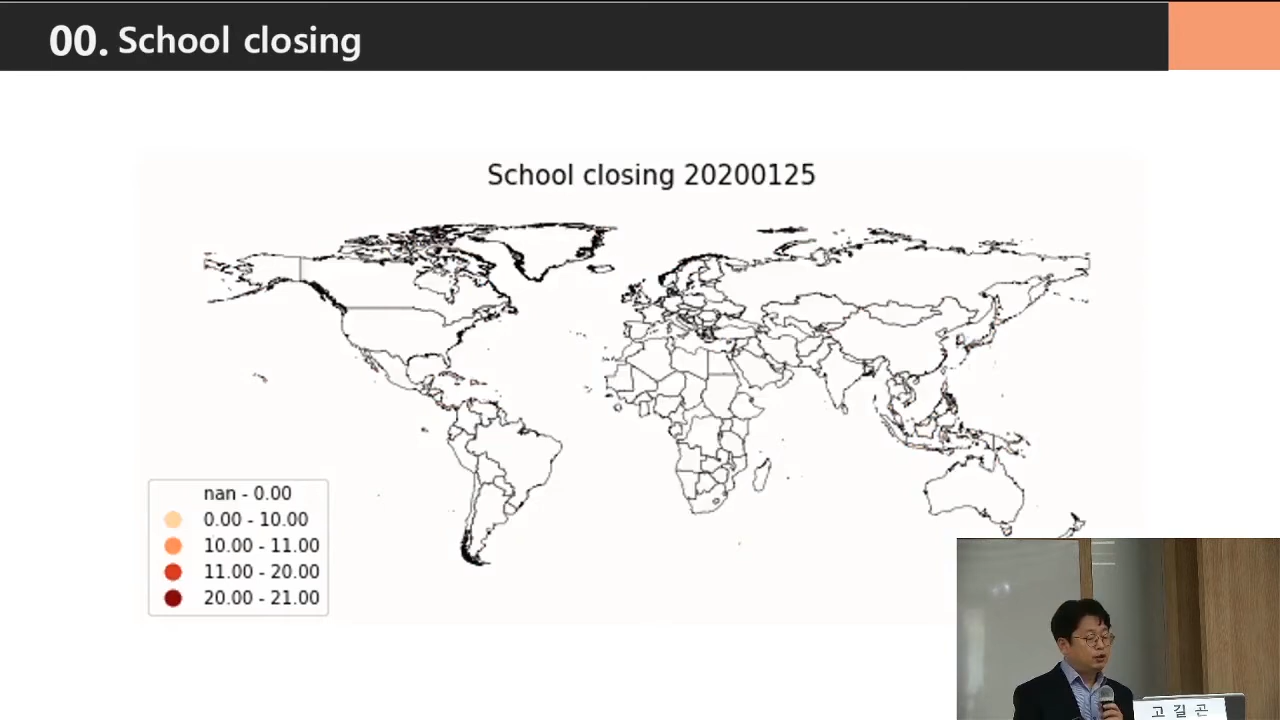 00. School closing
School closing 20200125
nan - 0.00
0.00 - 10.00
10.00 - 11.00
11.00 - 20.00
20.00 - 21.00
고 길 곤